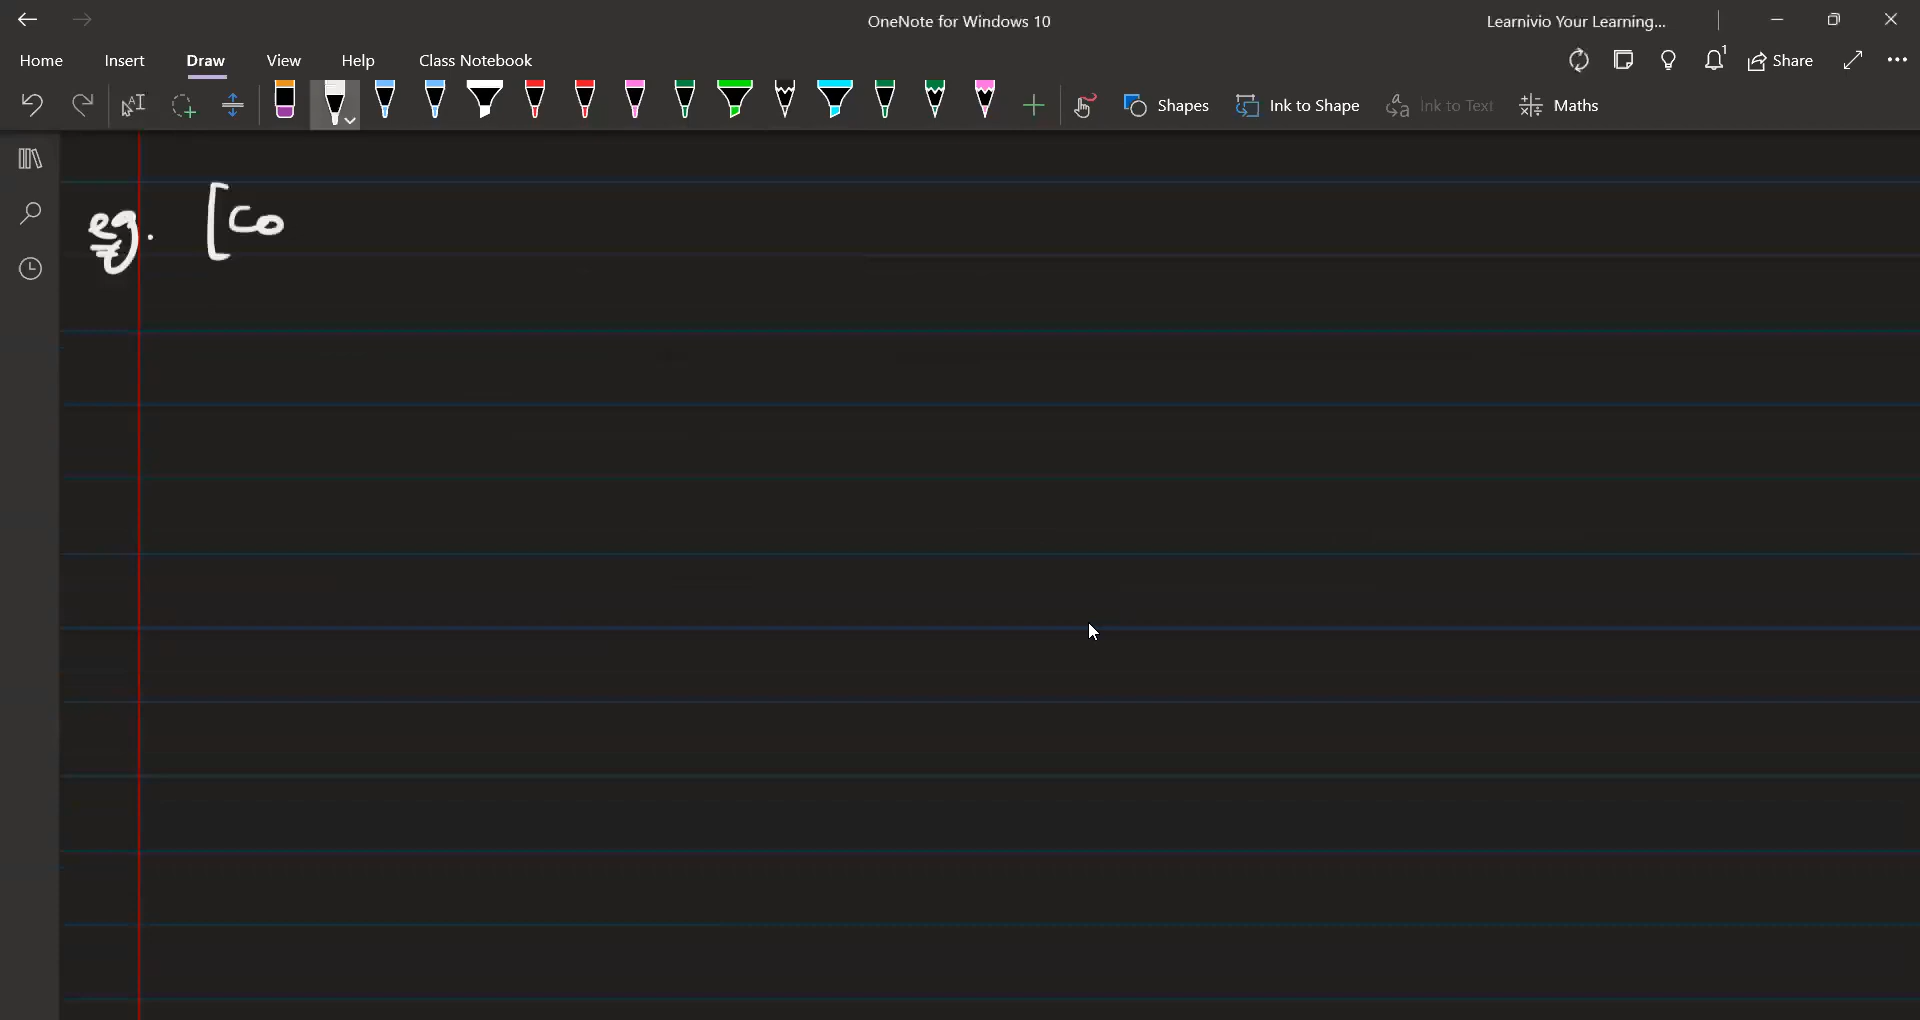 OneNote for Windows 10
Learnivio Your Learning...
Home Insert Draw View Help Class Notebook
1
Share
Shapes Ink to Shape Ink to Text Maths
eg. [Co